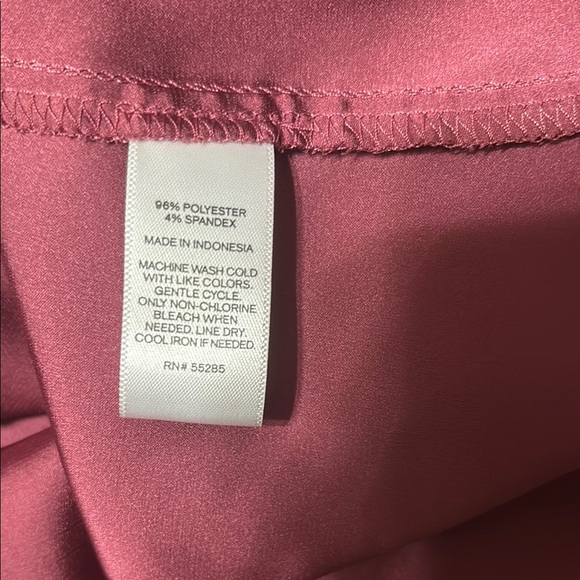 96% POLYESTER
4% SPANDEX
MADE IN INDONESIA
MACHINE WASH COLD
WITH LIKE COLORS.
GENTLE CYCLE.
ONLY NON-CHLORINE
BLEACH WHEN
NEEDED. LINE DRY.
COOL IRON IF NEEDED.
RN# 55285